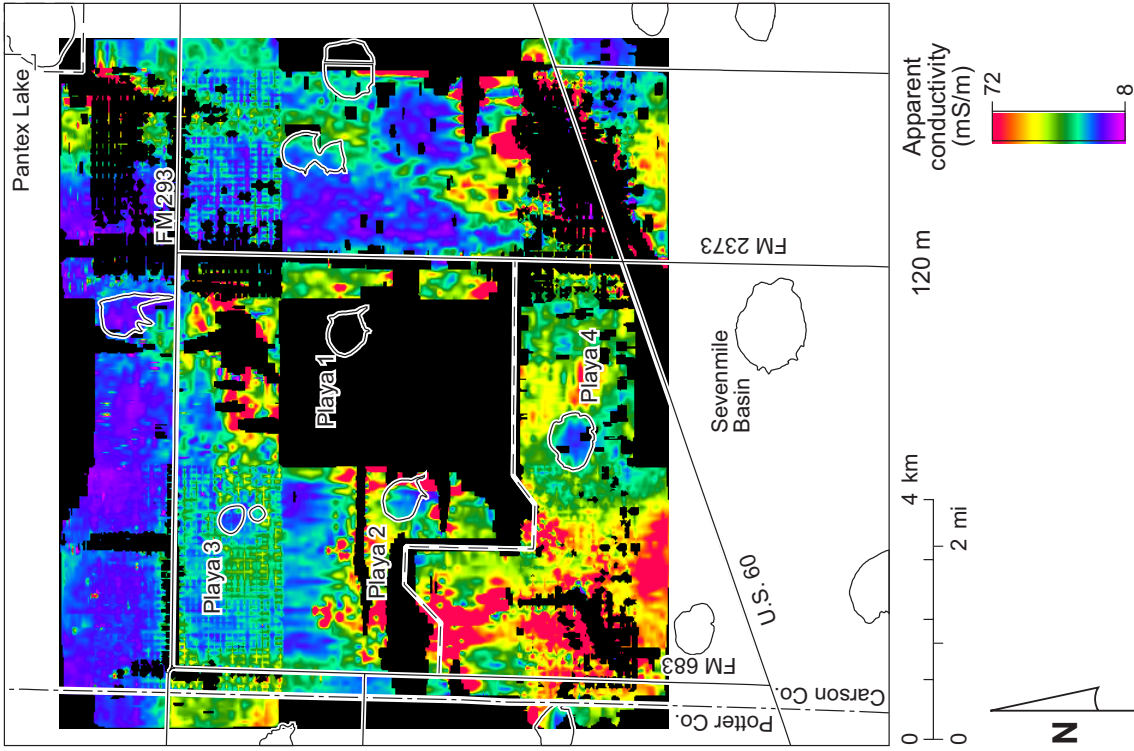 Pantex Lake
FM 293
Playa 3
Playa 1
Playa 2
Playa 4
FM 2373
Sevenmile
Basin
U.S. 60
FM 683
Carson Co.
Potter Co.
Apparent
conductivity
(mS/m)
72
8
120 m
0
4 km
0
2 mi
N